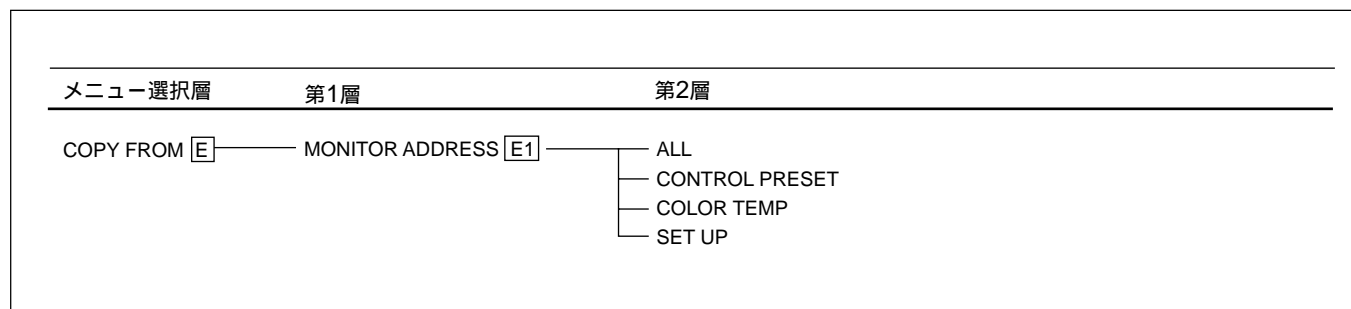 メニュー選択層 第1層 第2層
COPY FROM E MONITOR ADDRESS E1 ALL
CONTROL PRESET
COLOR TEMP
SET UP